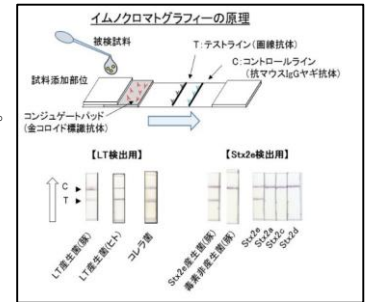 イムノクロマトグラフィーの原理
被検試料
T:テストライン(固線抗体)
C:コントロールライン
(抗マウスIgGヤギ抗体)
試料添加部位
コンジュゲートパッド
(金コロイド標識抗体)
【LT検出用】
【Stx2e検出用】
C
T
LT産生菌(豚)
LT産生菌(ヒト)
コレラ菌
Stx2e産生菌(豚)
毒素非産生菌(豚)
Stx2e
Stx2a
Stx2c
Stx2d
。